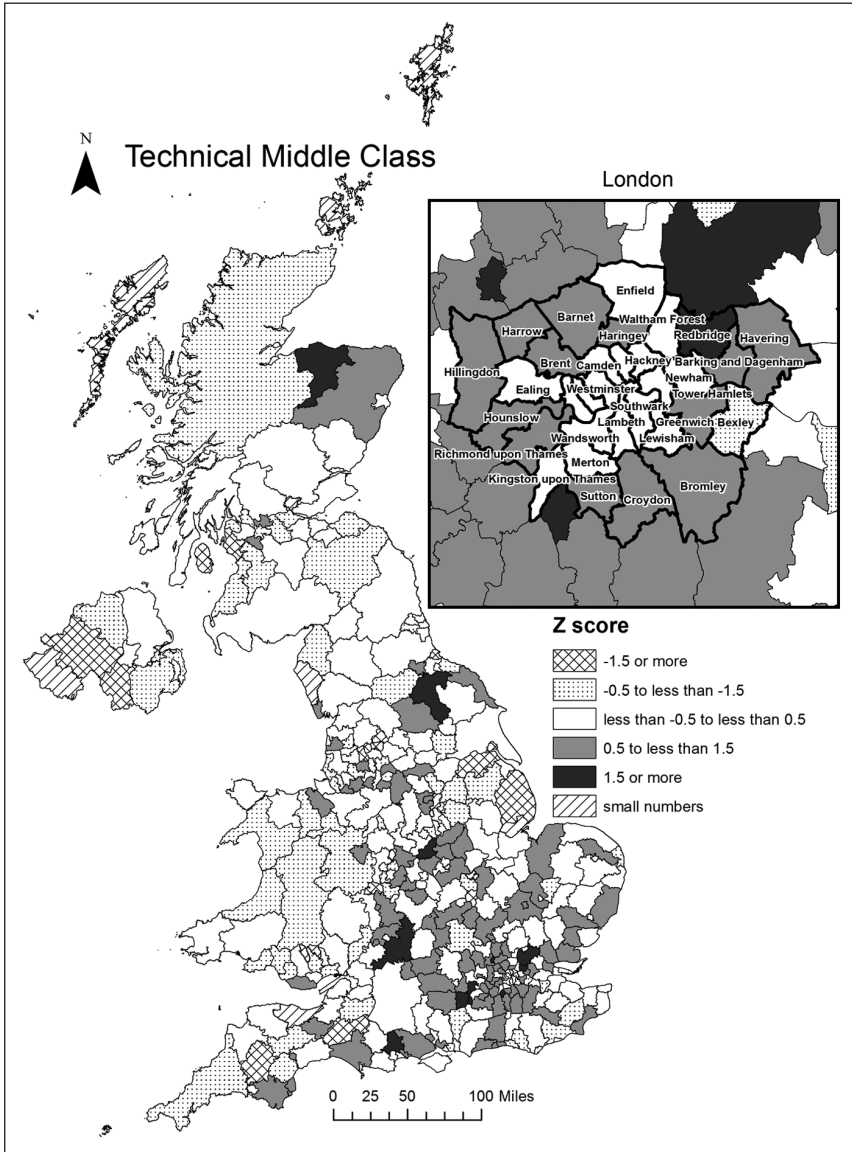 N
Technical Middle Class
London
Enfield
Barnet
Waltham Forest
Harrow
Haringey
Redbridge
Havering
Hillingdon
Brent
Camden
Hackney
Barking and Dagenham
Ealing
Westminster
Newham
Tower Hamlets
Southwark
Hounslow
Lambeth
Greenwich
Bexley
Wandsworth
Lewisham
Richmond upon Thames
Merton
Kingston upon Thames
Sutton
Croydon
Bromley
Z score
-1.5 or more
-0.5 to less than -1.5
less than -0.5 to less than 0.5
0.5 to less than 1.5
1.5 or more
small numbers
0 25 50 100 Miles